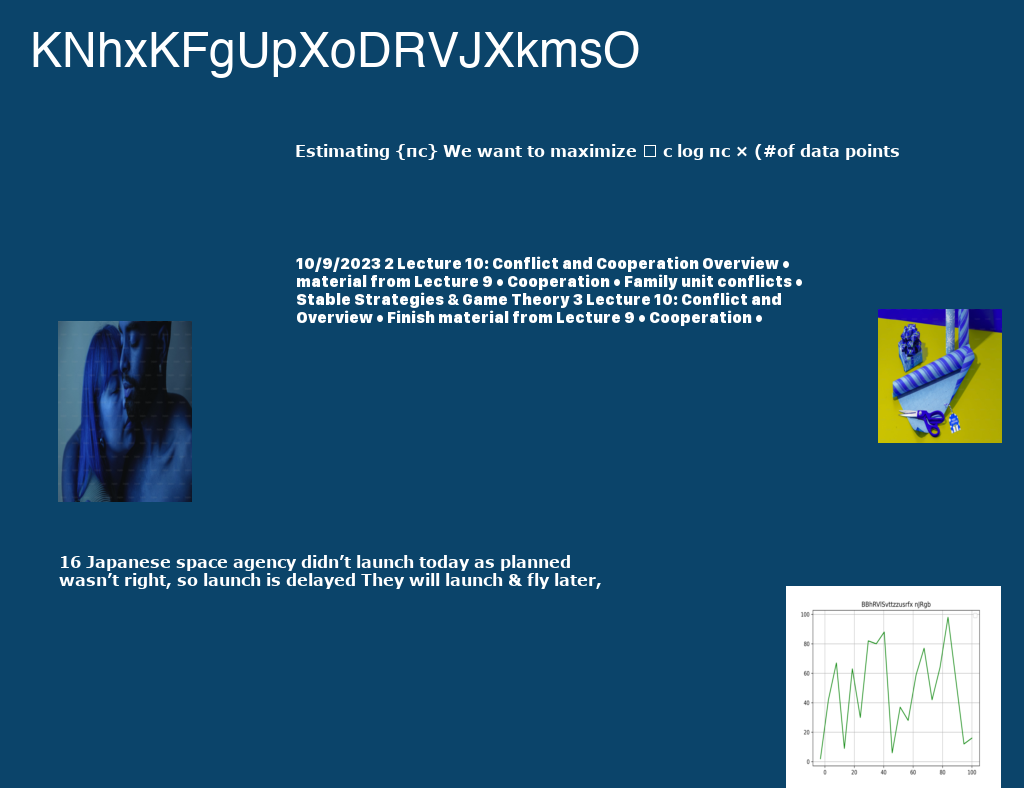 KNhxKFgUpXoDRVJXkmsO
Estimating {πc} We want to maximize □ c log πc × (#of data points
10/9/2023 2 Lecture 10: Conflict and Cooperation Overview •
material from Lecture 9 • Cooperation • Family unit conflicts •
Stable Strategies & Game Theory 3 Lecture 10: Conflict and
Overview • Finish material from Lecture 9 • Cooperation •
16 Japanese space agency didn’t launch today as planned
wasn’t right, so launch is delayed They will launch & fly later,
100
80
60
40
20
0
0 20 40 60 80 100